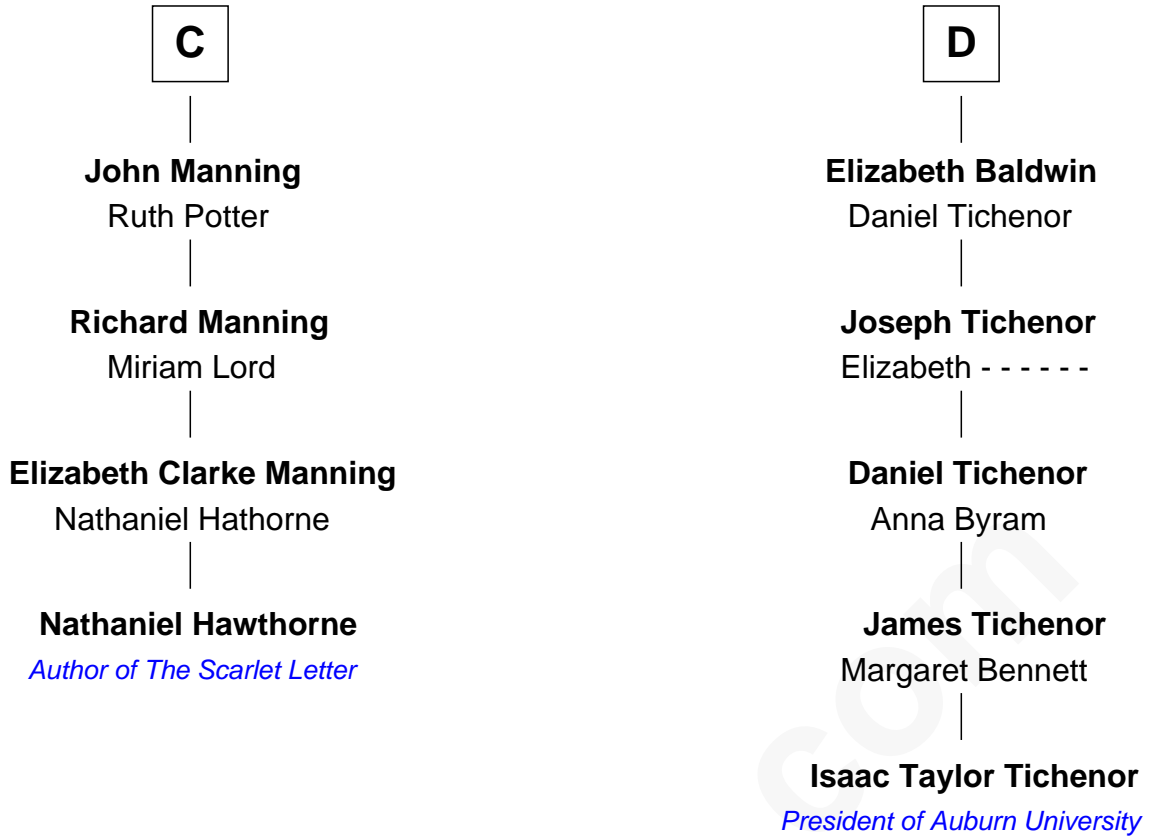 C
John Manning
Ruth Potter
Richard Manning
Miriam Lord
Elizabeth Clarke Manning
Nathaniel Hathorne
Nathaniel Hawthorne
Author of The Scarlet Letter
D
Elizabeth Baldwin
Daniel Tichenor
Joseph Tichenor
Elizabeth - - - - - -
Daniel Tichenor
Anna Byram
James Tichenor
Margaret Bennett
Isaac Taylor Tichenor
President of Auburn University
com